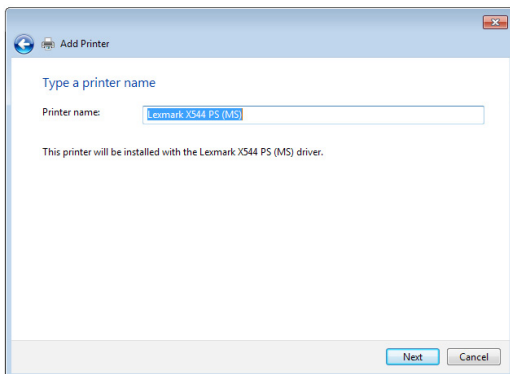 Add Printer
Type a printer name
Printer name: Lexmark X544 PS (MS)
This printer will be installed with the Lexmark X544 PS (MS) driver.
Next Cancel